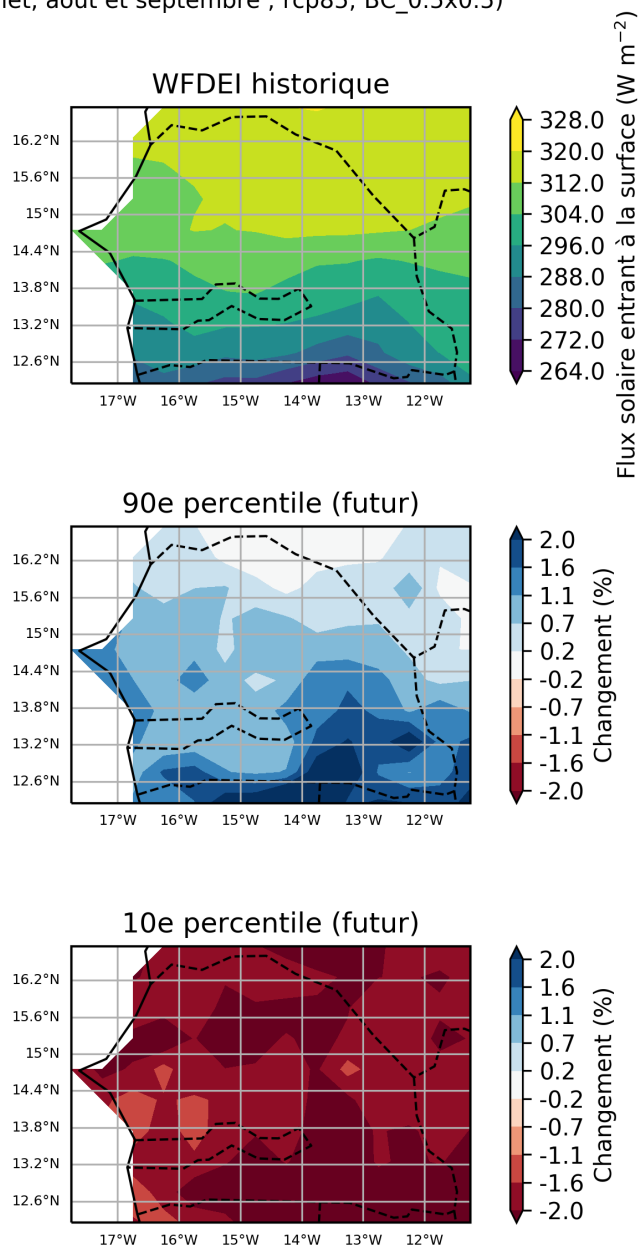 août et septembre ; rcp85, BC_0.5x0.5)
WFDEI historique
16.2°N
15.6°N
15°N
14.4°N
13.8°N
13.2°N
12.6°N
17°W 16°W 15°W 14°W 13°W 12°W
328.0
320.0
312.0
304.0
296.0
288.0
280.0
272.0
264.0
Flux solaire entrant à la surface (W m⁻²)
90e percentile (futur)
16.2°N
15.6°N
15°N
14.4°N
13.8°N
13.2°N
12.6°N
17°W 16°W 15°W 14°W 13°W 12°W
2.0
1.6
1.1
0.7
0.2
-0.2
-0.7
-1.1
-1.6
-2.0
Changement (%)
10e percentile (futur)
16.2°N
15.6°N
15°N
14.4°N
13.8°N
13.2°N
12.6°N
17°W 16°W 15°W 14°W 13°W 12°W
2.0
1.6
1.1
0.7
0.2
-0.2
-0.7
-1.1
-1.6
-2.0
Changement (%)